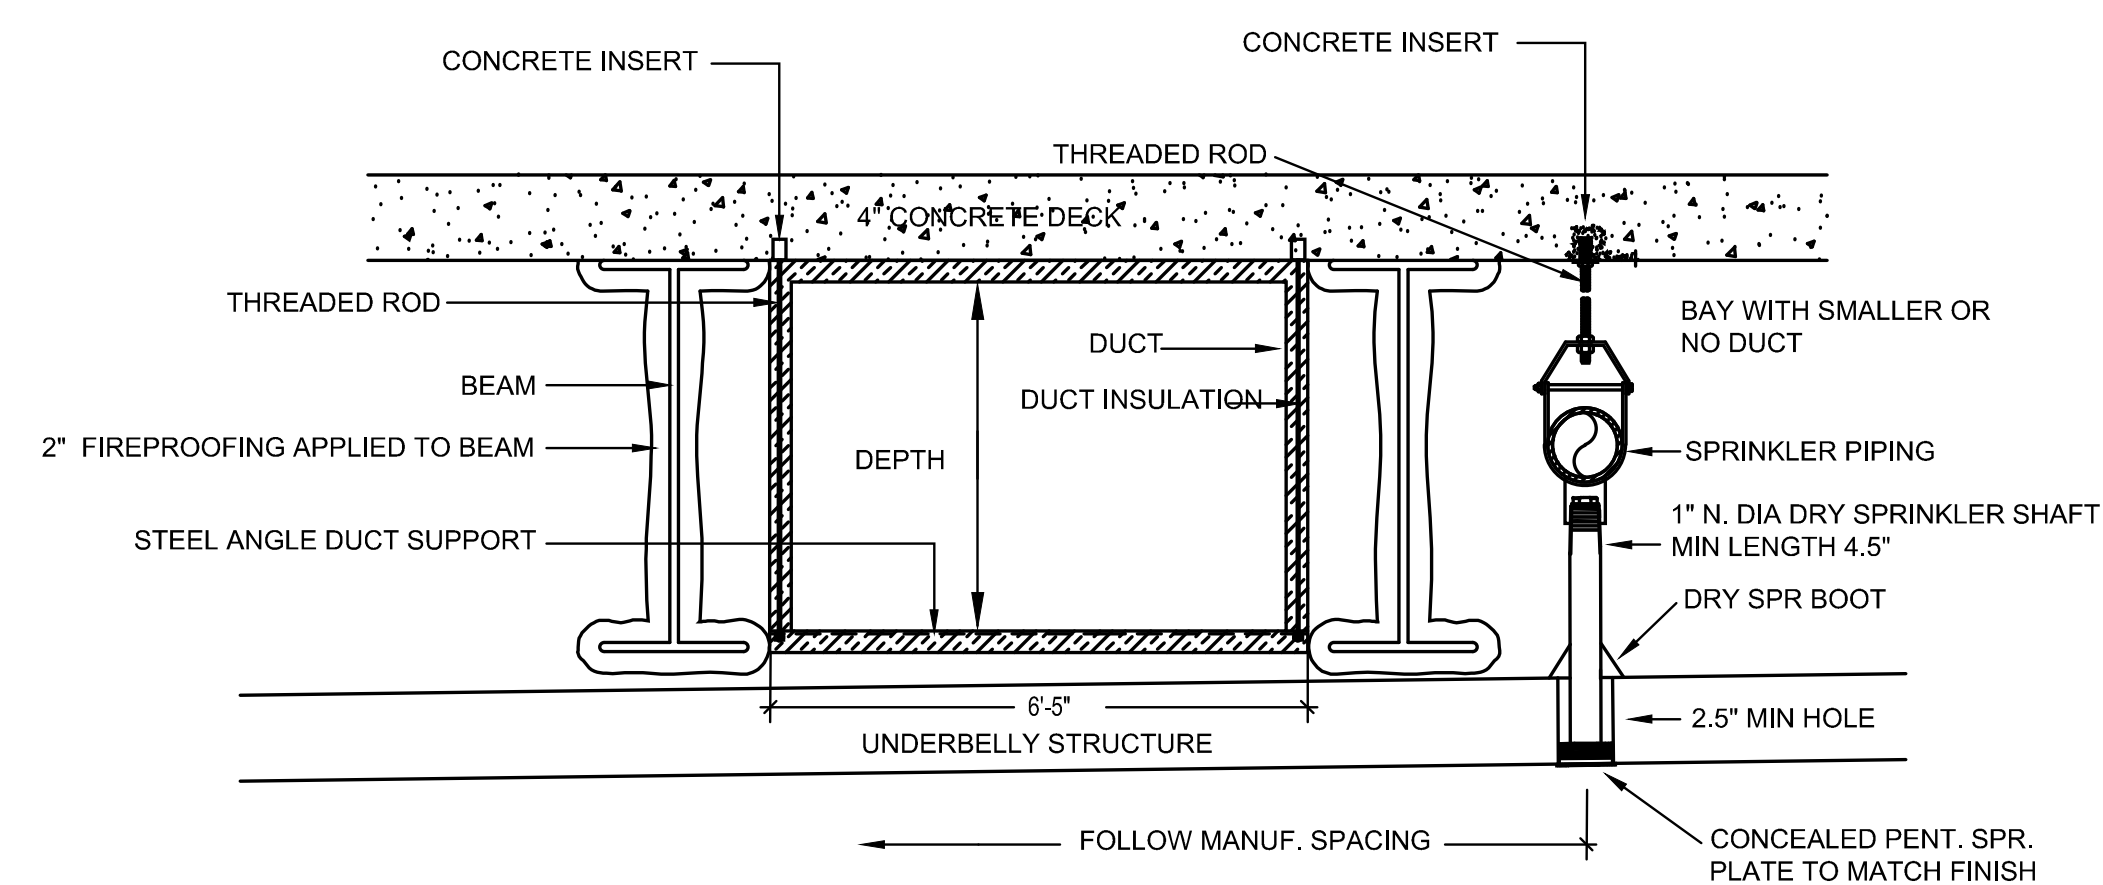 CONCRETE INSERT
CONCRETE INSERT
THREADED ROD
4" CONCRETE DECK
THREADED ROD
BAY WITH SMALLER OR
NO DUCT
DUCT
BEAM
DUCT INSULATION
2" FIREPROOFING APPLIED TO BEAM
DEPTH
SPRINKLER PIPING
1" N. DIA DRY SPRINKLER SHAFT
MIN LENGTH 4.5"
STEEL ANGLE DUCT SUPPORT
DRY SPR BOOT
6'-5"
2.5" MIN HOLE
UNDERBELLY STRUCTURE
FOLLOW MANUF. SPACING
CONCEALED PENT. SPR.
PLATE TO MATCH FINISH